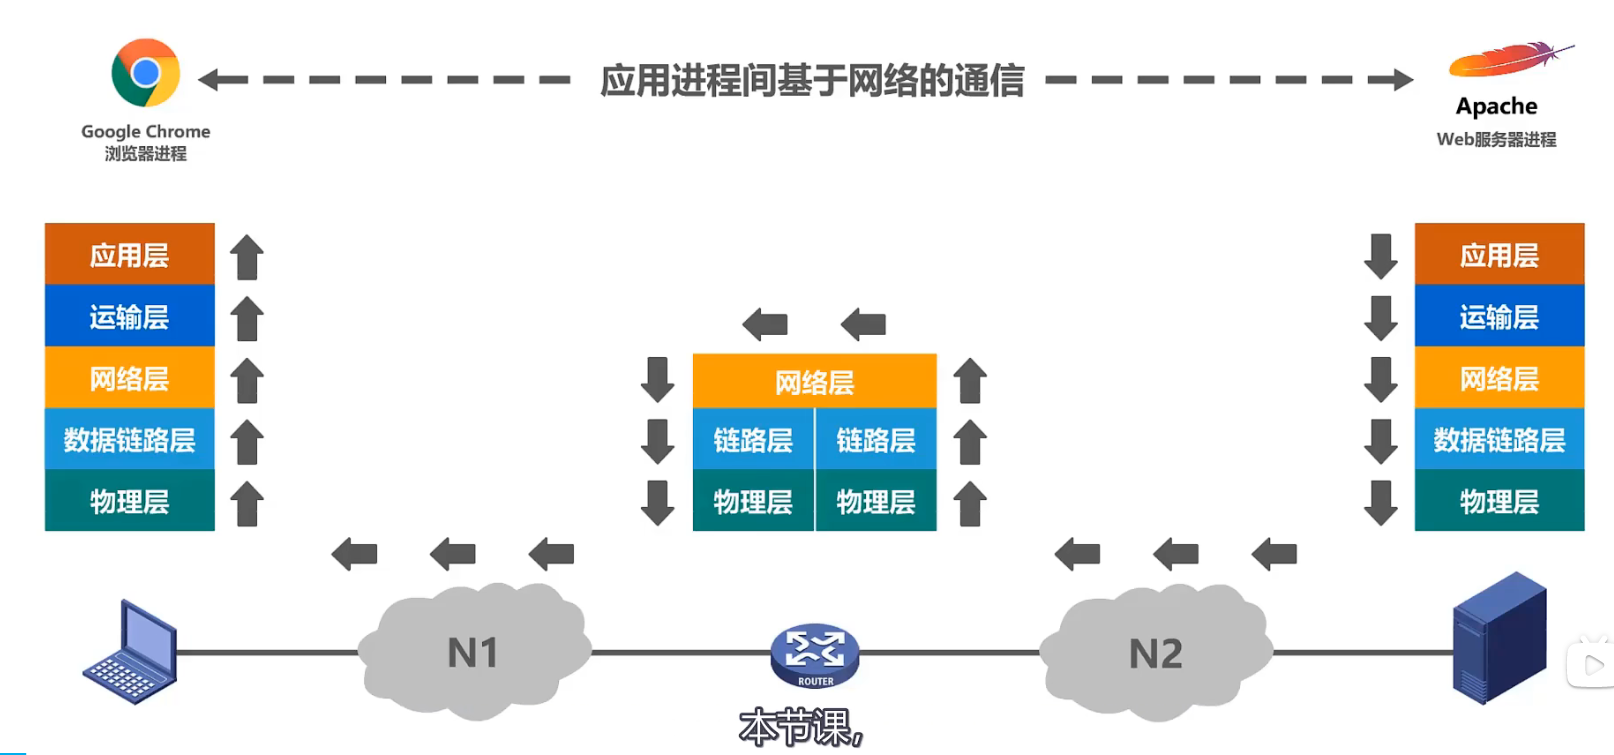 应用进程间基于网络的通信
Google Chrome
浏览器进程
Apache
Web服务器进程
应用层
运输层
网络层
数据链路层
物理层
网络层
链路层 链路层
物理层 物理层
应用层
运输层
网络层
数据链路层
物理层
N1
ROUTER
N2
本节课,